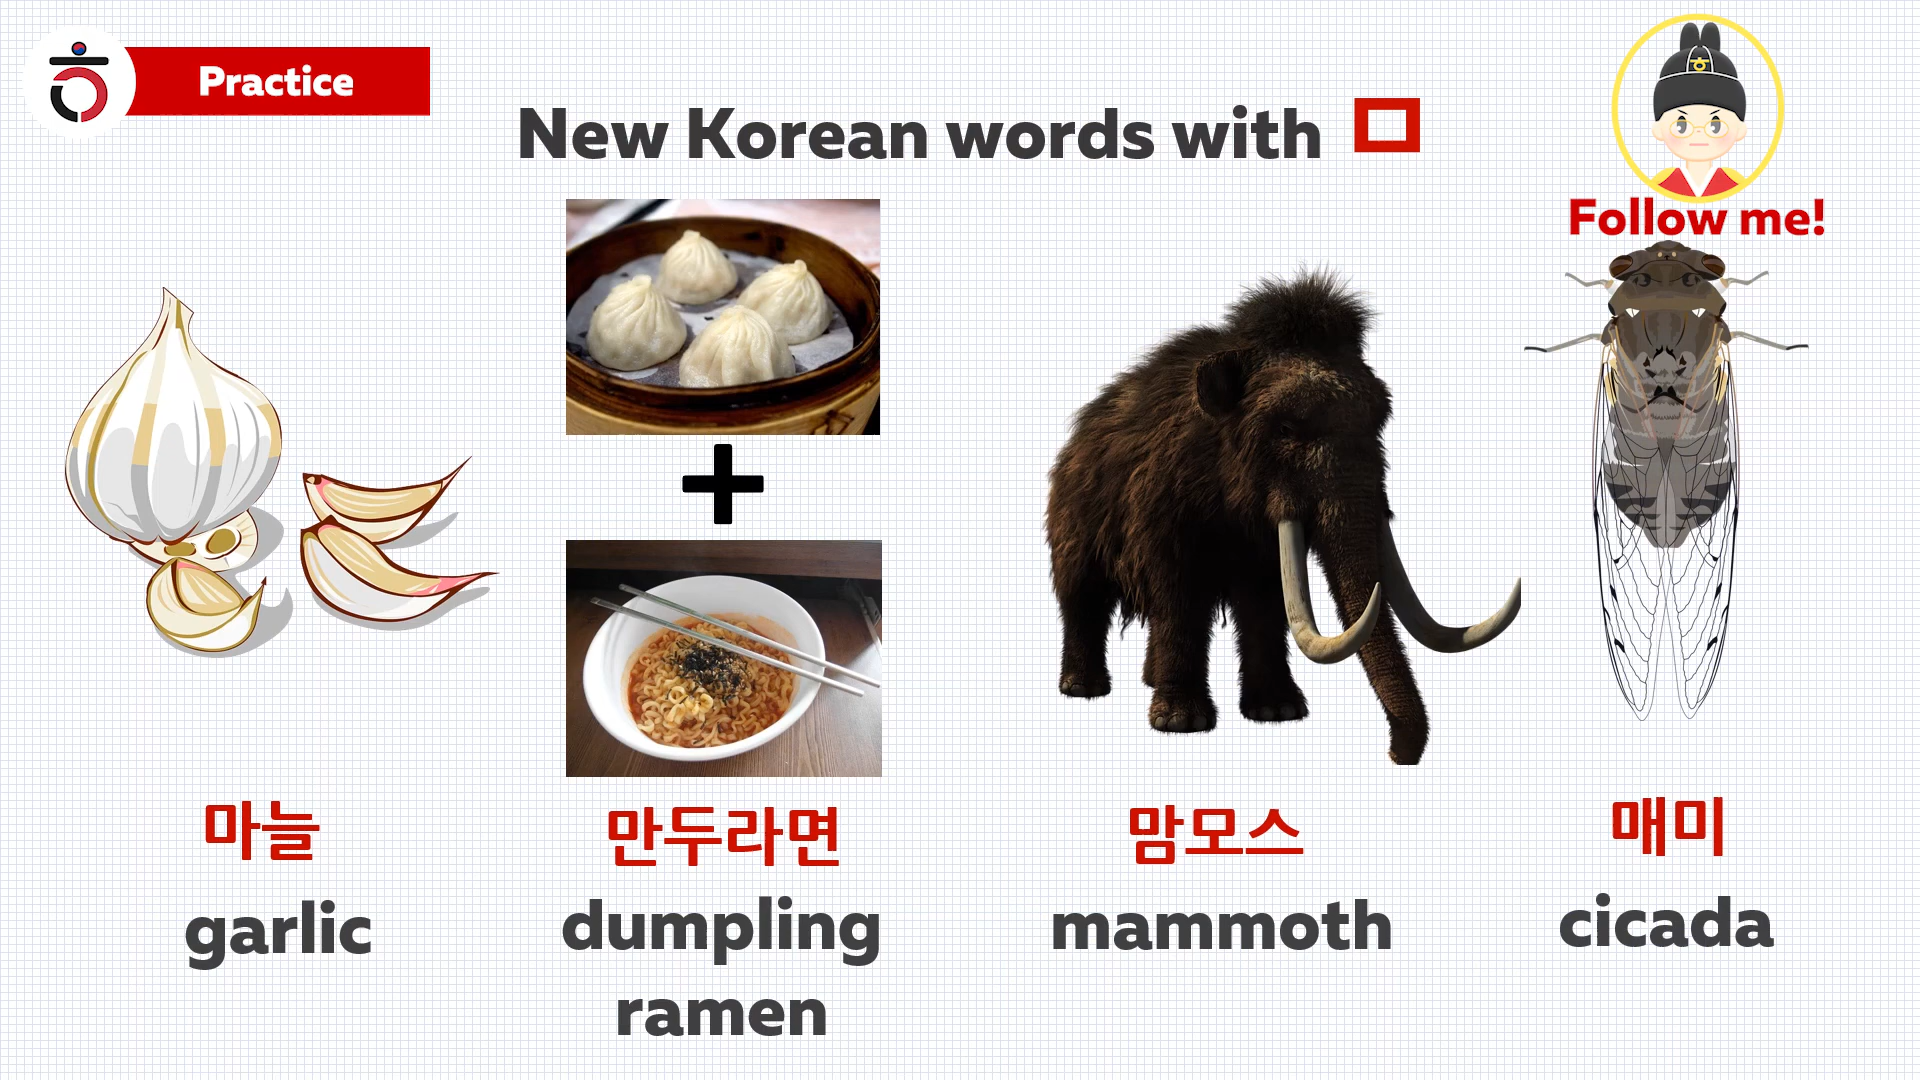 Practice
New Korean words with ㅁ
Follow me!
마늘
garlic
만두라면
dumpling
ramen
맘모스
mammoth
매미
cicada